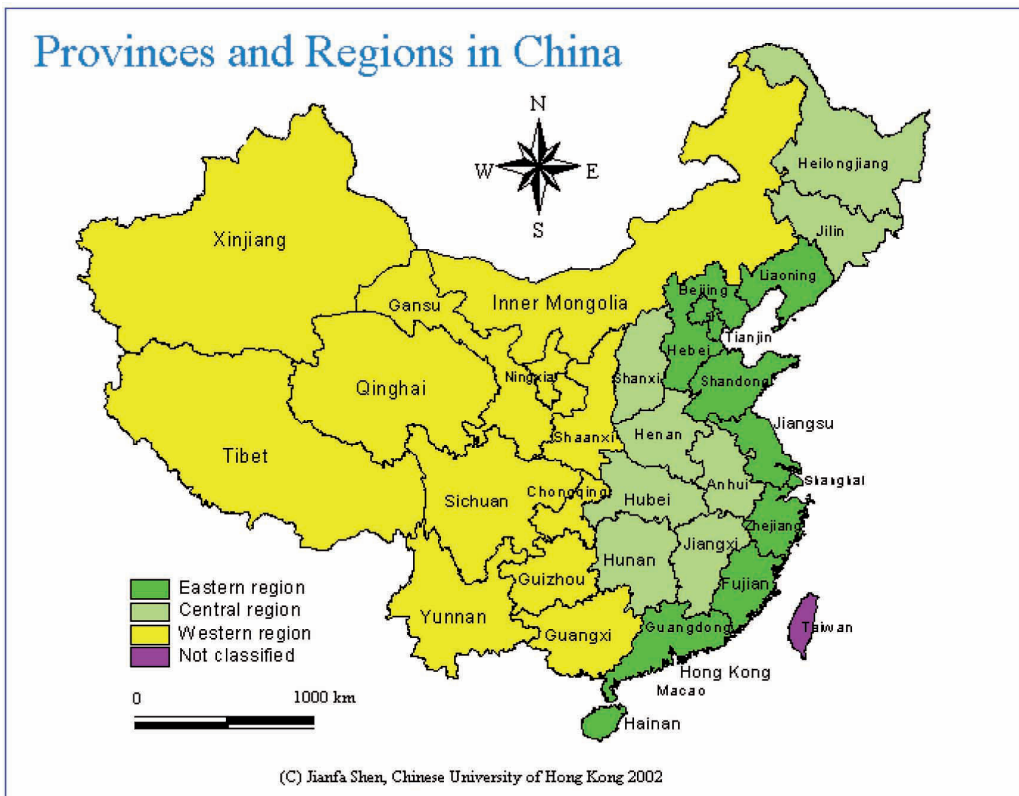 Provinces and Regions in China
N
W E
S
Heilongjiang
Jilin
Xinjiang
Liaoning
Beijing
Gansu
Inner Mongolia
Tianjin
Hebei
Ningxia
Shanxi
Shandong
Qinghai
Jiangsu
Shaanxi
Henan
Tibet
Anhui
Shanghai
Sichuan
Chongqing
Hubei
Zhejiang
Jiangxi
Hunan
Guizhou
Fujian
Eastern region
Central region
Western region
Not classified
Yunnan
Guangxi
Guangdong
Taiwan
Hong Kong
Macao
Hainan
0 1000 km
(C) Jianfa Shen, Chinese University of Hong Kong 2002